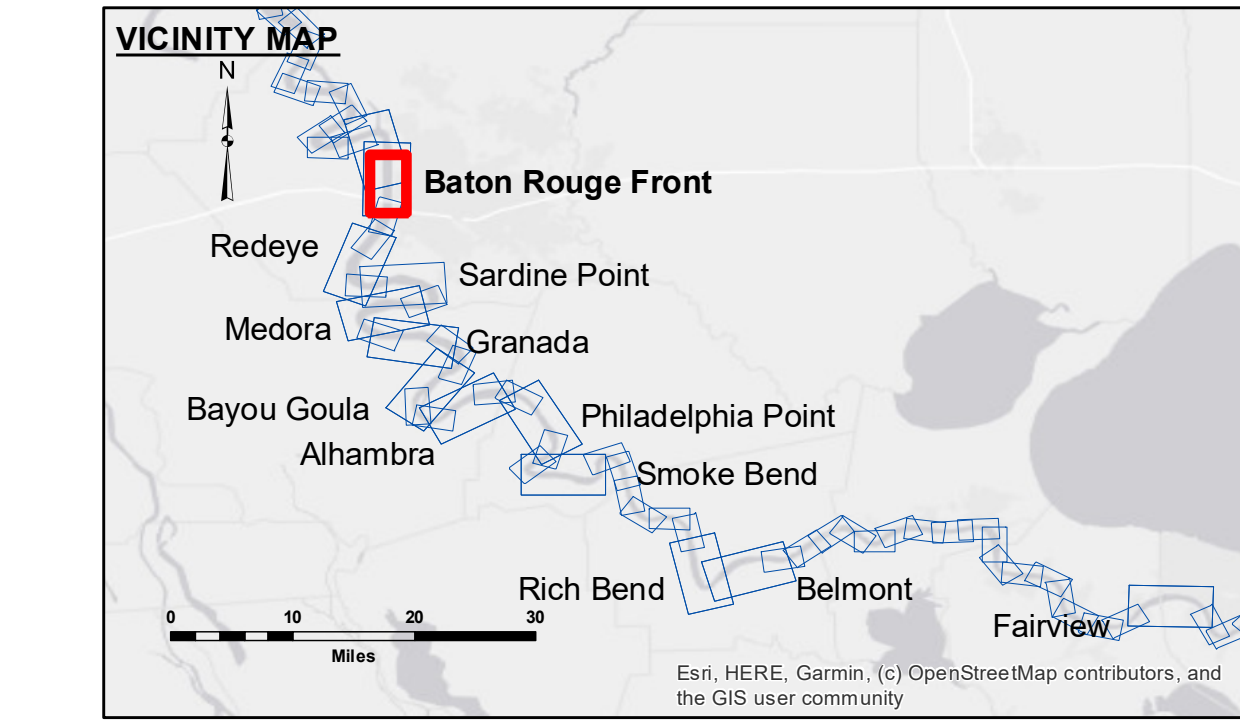 VICINITY MAP
N
Baton Rouge Front
Redeye
Sardine Point
Medora
Granada
Bayou Goula
Philadelphia Point
Alhambra
Smoke Bend
Rich Bend
Belmont
Fairview
0 10 20 30
Miles
Esri, HERE, Garmin, (c) OpenStreetMap contributors, and
the GIS user community